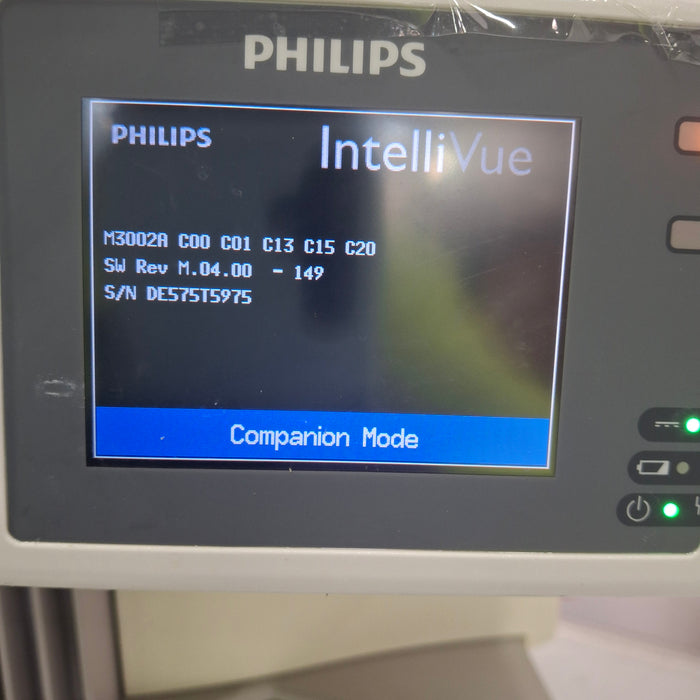 PHILIPS
PHILIPS
IntelliVue
M3002A C00 C01 C13 C15 C20
SW Rev M.04.00 - 149
S/N DE575T5975
Companion Mode